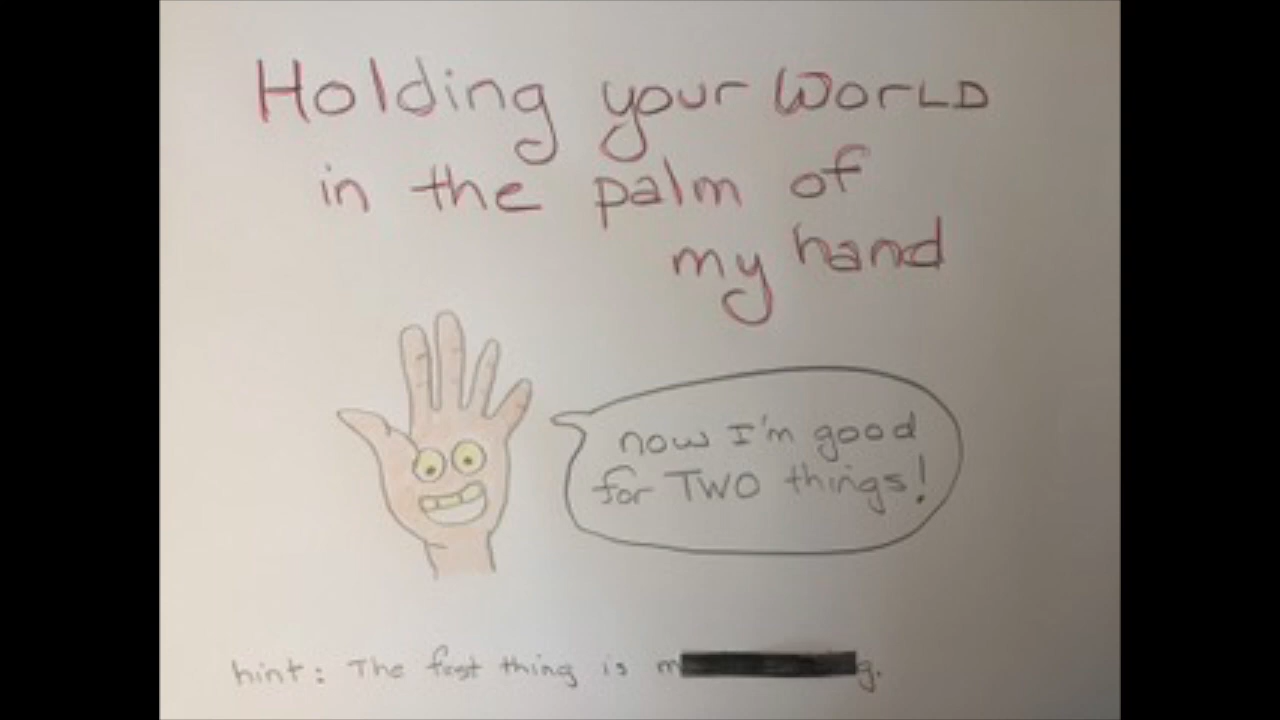 Holding your WORLD
in the palm of
my hand
now I'm good
for TWO things!
hint: The first thing is m g.